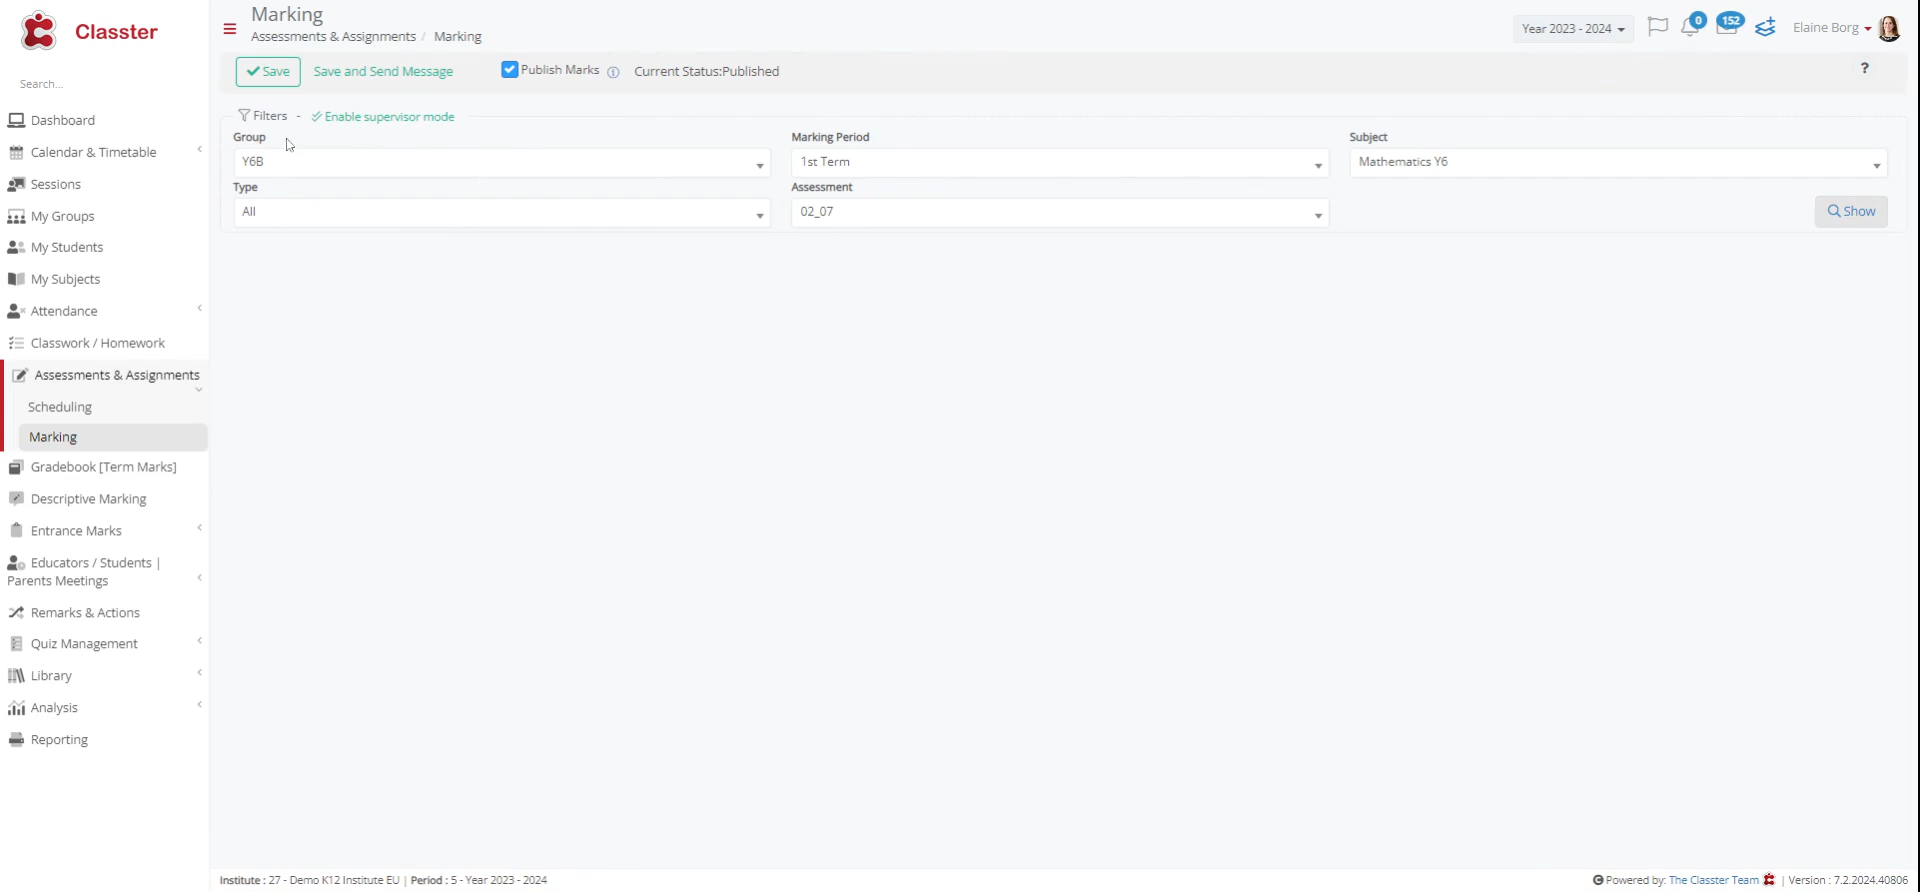 Classter
Search...
Dashboard
Calendar & Timetable
Sessions
My Groups
My Students
My Subjects
Attendance
Classwork / Homework
Assessments & Assignments
Scheduling
Marking
Gradebook [Term Marks]
Descriptive Marking
Entrance Marks
Educators / Students |
Parents Meetings
Remarks & Actions
Quiz Management
Library
Analysis
Reporting
Marking
Assessments & Assignments / Marking
Year 2023 - 2024
0
152
Elaine Borg
Save
Save and Send Message
Publish Marks
Current Status:Published
?
Filters - Enable supervisor mode
Group
Y6B
Marking Period
1st Term
Subject
Mathematics Y6
Type
All
Assessment
02_07
Show
Institute : 27 - Demo K12 Institute EU | Period : 5 - Year 2023 - 2024
Powered by: The Classter Team | Version : 7.2.2024.40806